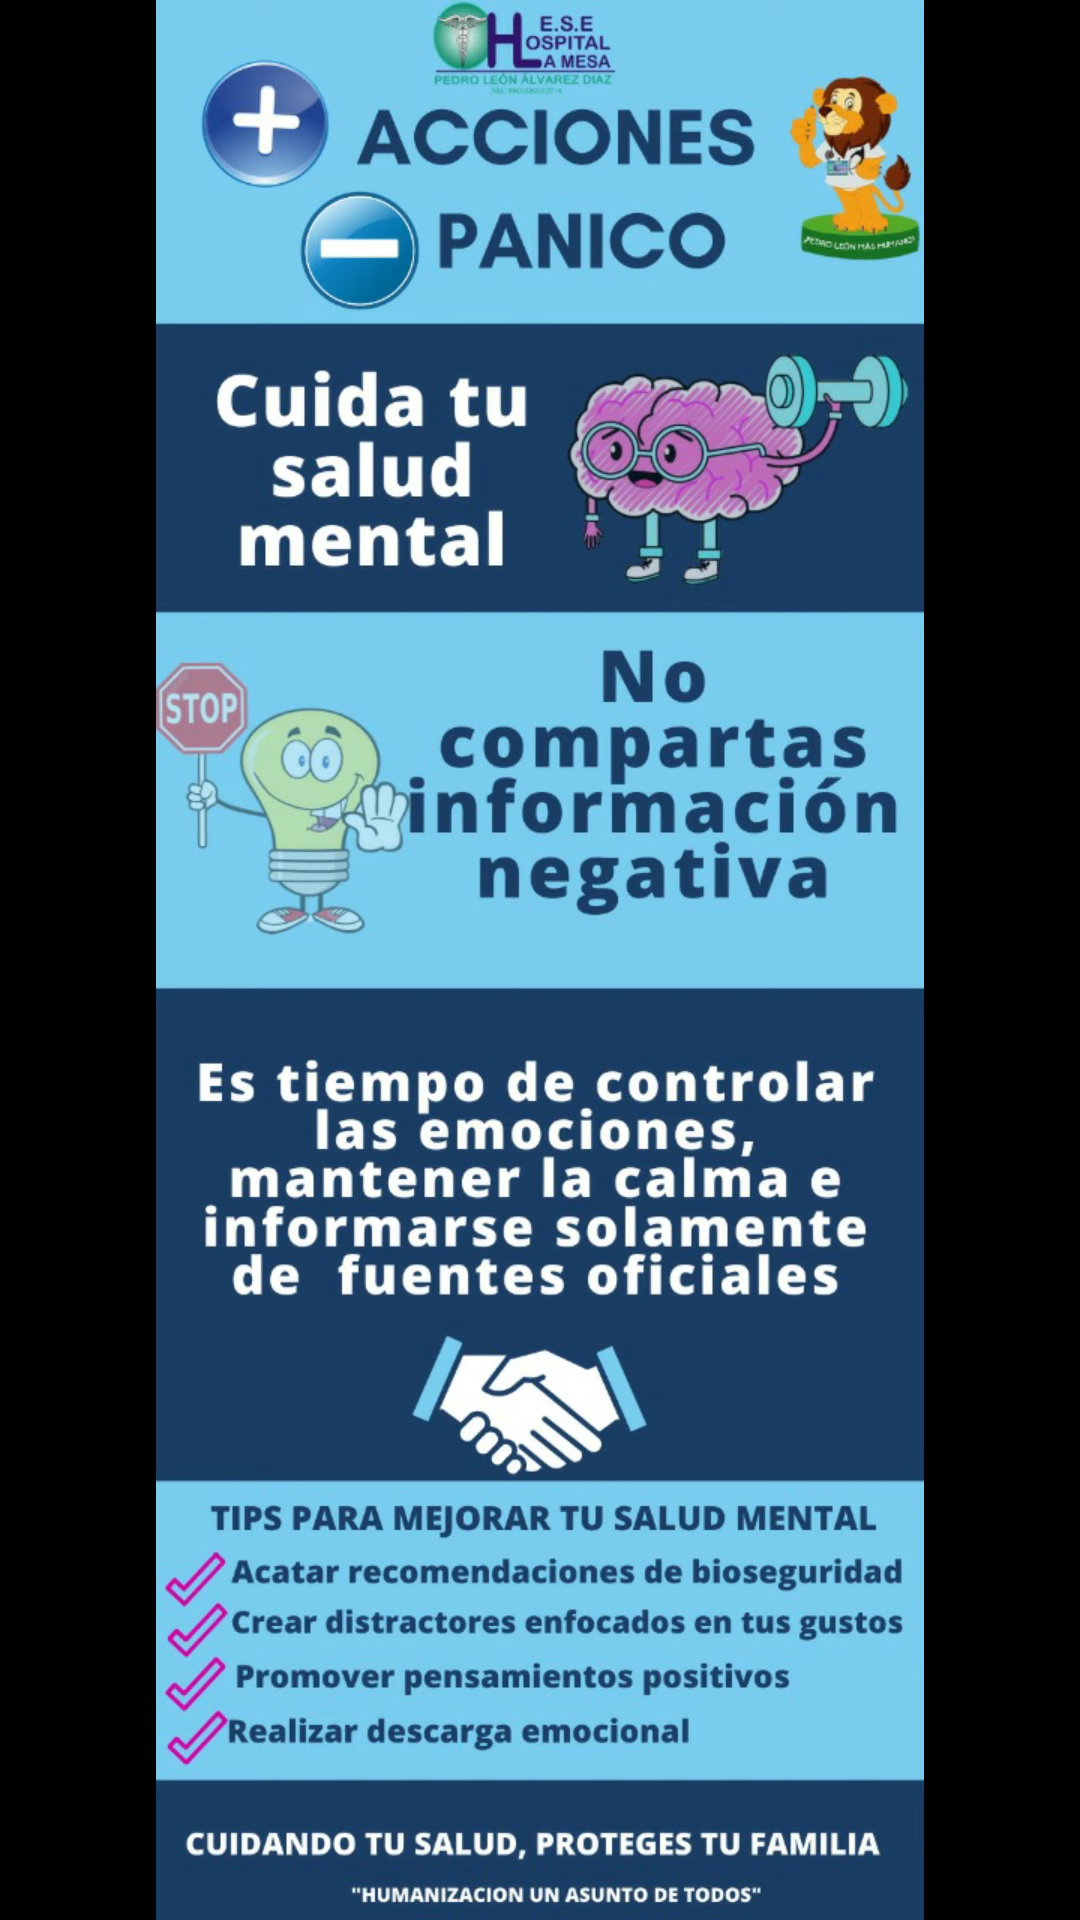 E.S.E
HOSPITAL
LA MESA
PEDRO LEÓN ÁLVAREZ DIAZ
+ ACCIONES
- PANICO
¡PEDRO LEÓN MÁS HUMANO!
Cuida tu
salud
mental
STOP
No
compartas
información
negativa
Es tiempo de controlar
las emociones,
mantener la calma e
informarse solamente
de fuentes oficiales
TIPS PARA MEJORAR TU SALUD MENTAL
Acatar recomendaciones de bioseguridad
Crear distractores enfocados en tus gustos
Promover pensamientos positivos
Realizar descarga emocional
CUIDANDO TU SALUD, PROTEGES TU FAMILIA
"HUMANIZACION UN ASUNTO DE TODOS"